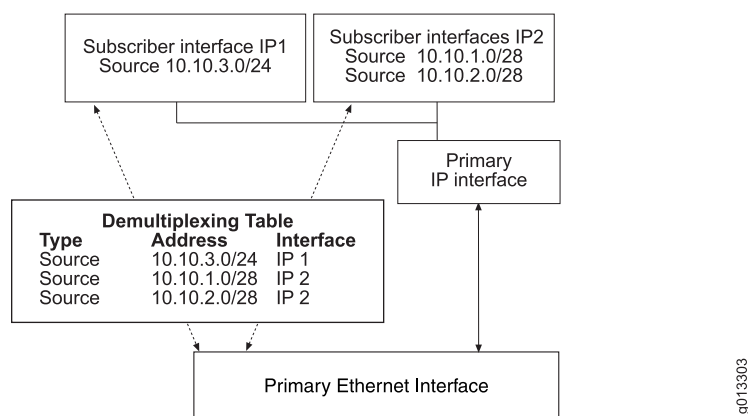 Subscriber interface IP1
Source 10.10.3.0/24
Subscriber interfaces IP2
Source 10.10.1.0/28
Source 10.10.2.0/28
Primary
IP interface
Demultiplexing Table
Type Address Interface
Source 10.10.3.0/24 IP 1
Source 10.10.1.0/28 IP 2
Source 10.10.2.0/28 IP 2
Primary Ethernet Interface
g013303